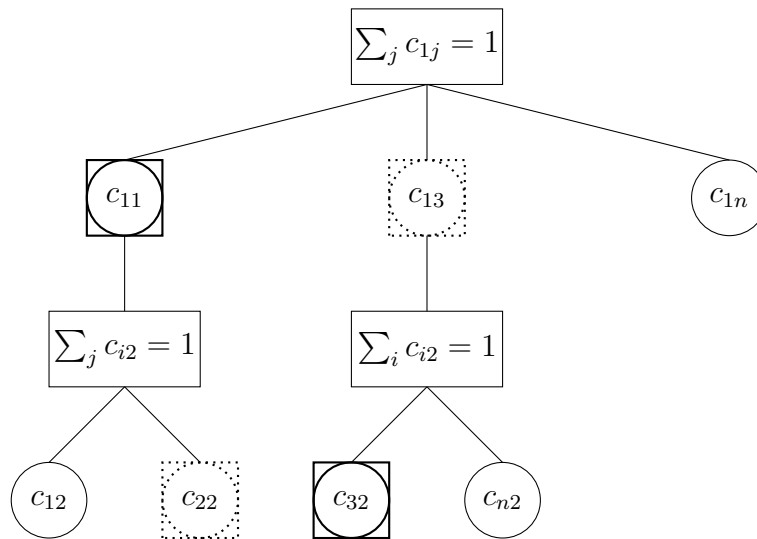 ∑_j c_{1j} = 1
c_{11} c_{13} c_{1n}
∑_j c_{i2} = 1 ∑_i c_{i2} = 1
c_{12} c_{22} c_{32} c_{n2}